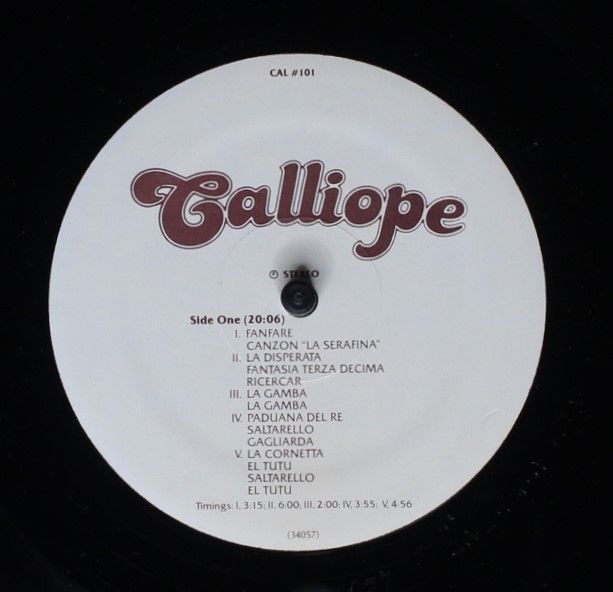 CAL #101
Calliope
℗ STEREO
Side One (20:06)
I. FANFARE
CANZON "LA SERAFINA"
II. LA DISPERATA
FANTASIA TERZA DECIMA
RICERCAR
III. LA GAMBA
LA GAMBA
IV. PADUANA DEL RE
SALTARELLO
GAGLIARDA
V. LA CORNETTA
EL TUTU
SALTARELLO
EL TUTU
Timings: I, 3:15; II, 6:00; III, 2:00; IV, 3:55; V, 4:56
(34057)